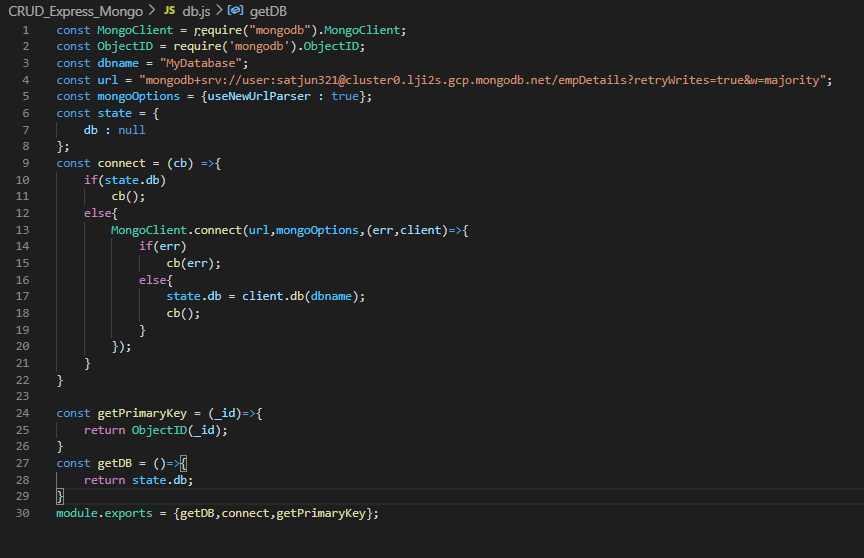 CRUD_Express_Mongo > JS db.js > getDB
1 const MongoClient = require("mongodb").MongoClient;
2 const ObjectID = require('mongodb').ObjectID;
3 const dbname = "MyDatabase";
4 const url = "mongodb+srv://user:satjun321@cluster0.lji2s.gcp.mongodb.net/empDetails?retryWrites=true&w=majority";
5 const mongoOptions = {useNewUrlParser : true};
6 const state = {
7     db : null
8 };
9 const connect = (cb) =>{
10     if(state.db)
11         cb();
12     else{
13         MongoClient.connect(url,mongoOptions,(err,client)=>{
14             if(err)
15                 cb(err);
16             else{
17                 state.db = client.db(dbname);
18                 cb();
19             }
20         });
21     }
22 }
23
24 const getPrimaryKey = (_id)=>{
25     return ObjectID(_id);
26 }
27 const getDB = ()=>{
28     return state.db;
29 }
30 module.exports = {getDB,connect,getPrimaryKey};